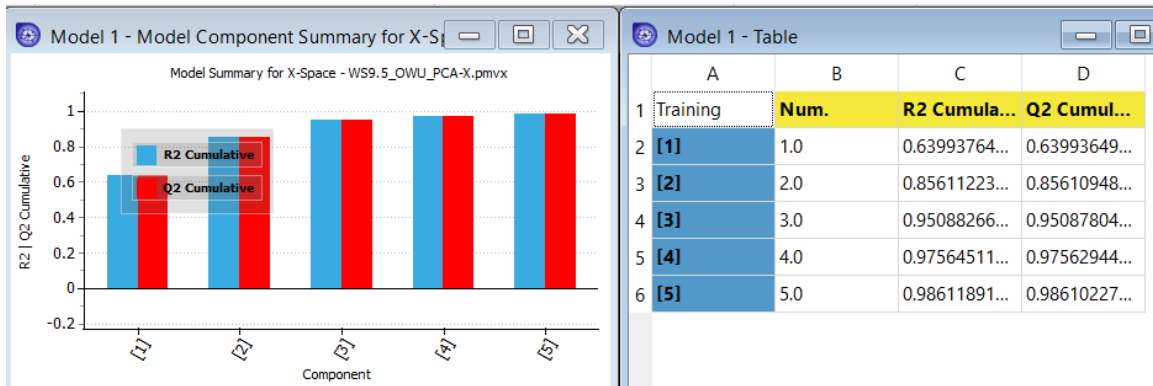 Model 1 - Model Component Summary for X-Sp
Model Summary for X-Space - WS9.5_OWU_PCA-X.pmvx
R2 | Q2 Cumulative
1
0.8
0.6
0.4
0.2
0
-0.2
R2 Cumulative
Q2 Cumulative
[1] [2] [3] [4] [5]
Component
Model 1 - Table
A B C D
1 Training Num. R2 Cumula... Q2 Cumul...
2 [1] 1.0 0.63993764... 0.63993649...
3 [2] 2.0 0.85611223... 0.85610948...
4 [3] 3.0 0.95088266... 0.95087804...
5 [4] 4.0 0.97564511... 0.97562944...
6 [5] 5.0 0.98611891... 0.98610227...